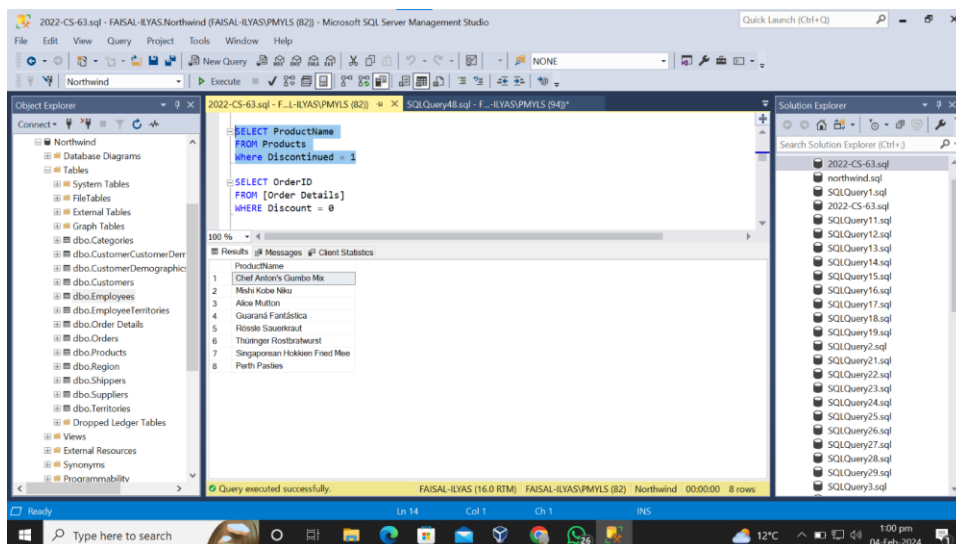 2022-CS-63.sql - FAISAL-ILYAS.Northwind (FAISAL-ILYAS\PMYLS (82)) - Microsoft SQL Server Management Studio
Quick Launch (Ctrl+Q)
File Edit View Query Project Tools Window Help
New Query NONE
Northwind Execute
Object Explorer
Connect
Northwind
Database Diagrams
Tables
System Tables
FileTables
External Tables
Graph Tables
dbo.Categories
dbo.CustomerCustomerDem
dbo.CustomerDemographics
dbo.Customers
dbo.Employees
dbo.EmployeeTerritories
dbo.Order Details
dbo.Orders
dbo.Products
dbo.Region
dbo.Shippers
dbo.Suppliers
dbo.Territories
Dropped Ledger Tables
Views
External Resources
Synonyms
Programmability
2022-CS-63.sql - F...L-ILYAS\PMYLS (82))
SQLQuery48.sql - F...-ILYAS\PMYLS (94))*
SELECT ProductName
FROM Products
Where Discontinued = 1
SELECT OrderID
FROM [Order Details]
WHERE Discount = 0
100 %
Results Messages Client Statistics
ProductName
1 Chef Anton's Gumbo Mix
2 Mishi Kobe Niku
3 Alice Mutton
4 Guaraná Fantástica
5 Rössle Sauerkraut
6 Thüringer Rostbratwurst
7 Singaporean Hokkien Fried Mee
8 Perth Pasties
Query executed successfully.
FAISAL-ILYAS (16.0 RTM) FAISAL-ILYAS\PMYLS (82) Northwind 00:00:00 8 rows
Solution Explorer
Search Solution Explorer (Ctrl+;)
2022-CS-63.sql
northwind.sql
SQLQuery1.sql
2022-CS-63.sql
SQLQuery11.sql
SQLQuery12.sql
SQLQuery13.sql
SQLQuery14.sql
SQLQuery15.sql
SQLQuery16.sql
SQLQuery17.sql
SQLQuery18.sql
SQLQuery19.sql
SQLQuery2.sql
SQLQuery21.sql
SQLQuery22.sql
SQLQuery23.sql
SQLQuery24.sql
SQLQuery25.sql
SQLQuery26.sql
SQLQuery27.sql
SQLQuery28.sql
SQLQuery29.sql
SQLQuery3.sql
Ready Ln 14 Col 1 Ch 1 INS
Type here to search
26
12°C
1:00 pm
04-Feb-2024
1